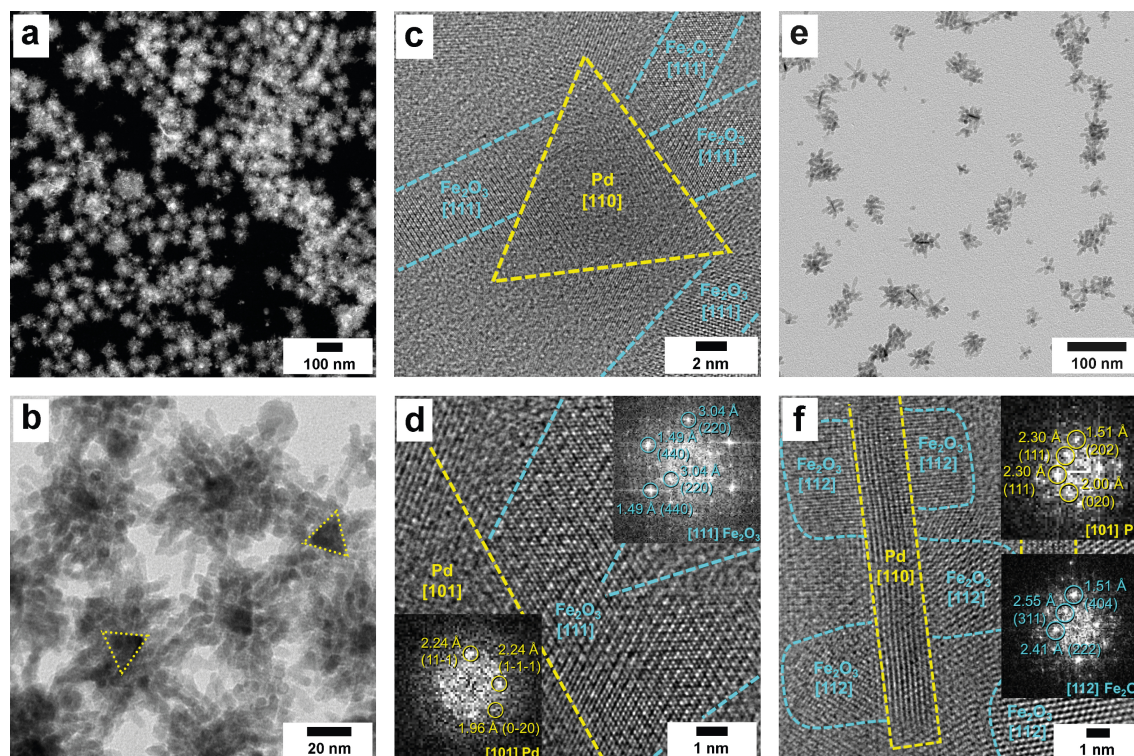 a
100 nm
b
20 nm
c
Fe2O3
[111]
Fe2O3
[111]
Pd
[110]
Fe2O3
[111]
Fe2O3
[111]
2 nm
d
3.04 Å
(220)
1.49 Å
(440)
3.04 Å
(220)
1.49 Å (440)
[111] Fe2O3
Pd
[101]
Fe2O3
[111]
2.24 Å
(11-1)
2.24 Å
(1-1-1)
1.96 Å (0-20)
[101] Pd
1 nm
e
100 nm
f
Fe2O3
[112]
Fe2O3
[112]
Pd
[110]
Fe2O3
[112]
Fe2O3
[112]
Fe2O3
[112]
2.30 Å
(111)
1.51 Å
(202)
2.30 Å
(111)
2.00 Å
(020)
[101] P
1.51 Å
(404)
2.55 Å
(311)
2.41 Å (222)
[112] Fe2O
1 nm